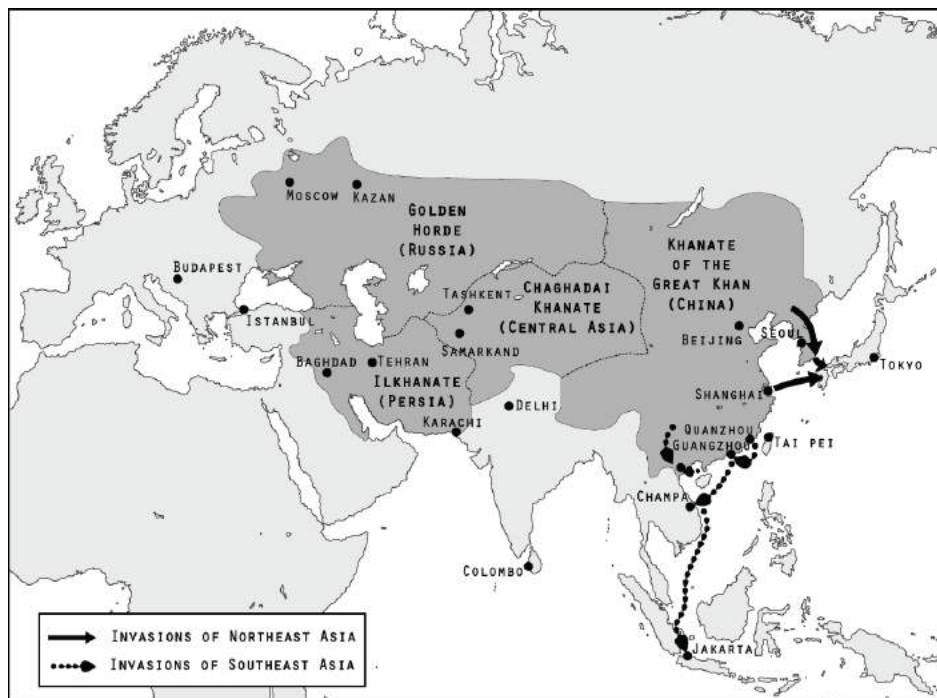 Moscow
Kazan
Golden
Horde
(Russia)
Khanate
of the
Great Khan
(China)
Budapest
Istanbul
Tashkent
Chaghadai
Khanate
(Central Asia)
Samarkand
Beijing
Seoul
Tokyo
Baghdad
Tehran
Ilkhanate
(Persia)
Shanghai
Karachi
Delhi
Quanzhou
Guangzhou
Tai Pei
Champa
Colombo
Jakarta
Invasions of Northeast Asia
Invasions of Southeast Asia